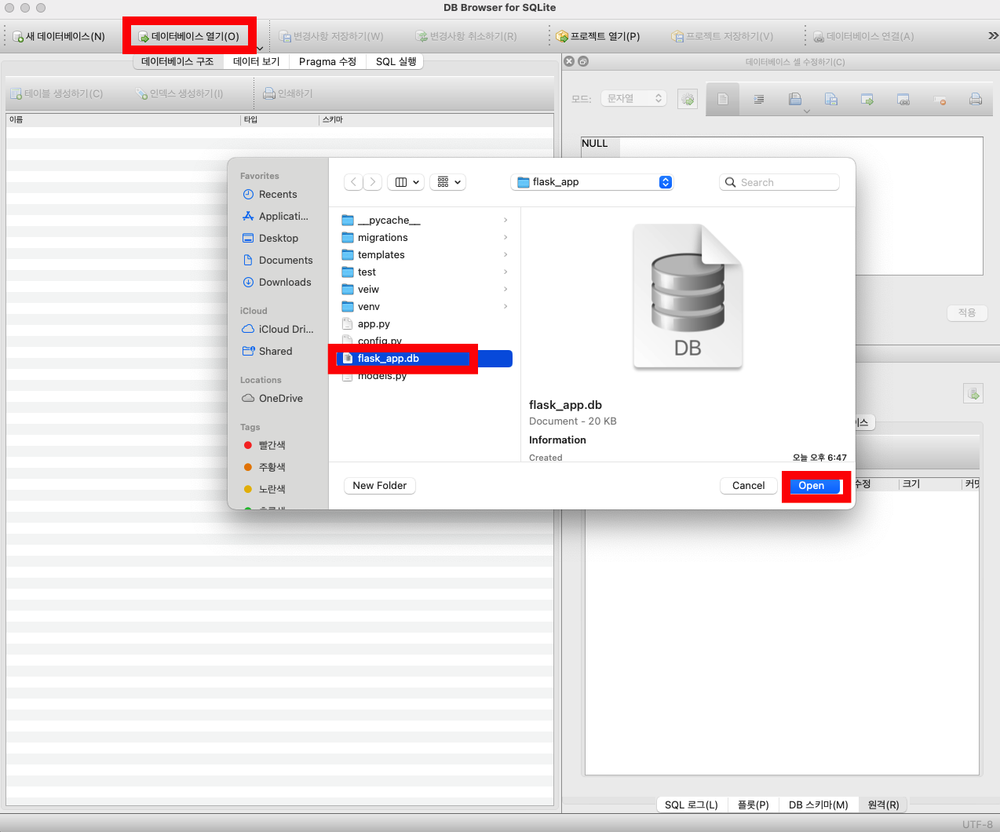 DB Browser for SQLite
새 데이터베이스(N)
데이터베이스 열기(O)
변경사항 저장하기(W)
변경사항 취소하기(R)
프로젝트 열기(P)
프로젝트 저장하기(V)
데이터베이스 연결(A)
데이터베이스 구조
데이터 보기
Pragma 수정
SQL 실행
테이블 생성하기(C)
인덱스 생성하기(I)
인쇄하기
이름
타입
스키마
데이터베이스 셀 수정하기(C)
모드:
문자열
NULL
적용
Favorites
Recents
Applicati...
Desktop
Documents
Downloads
iCloud
iCloud Dri...
Shared
Locations
OneDrive
Tags
빨간색
주황색
노란색
flask_app
Search
__pycache__
migrations
templates
test
veiw
venv
app.py
config.py
flask_app.db
models.py
DB
flask_app.db
Document - 20 KB
Information
Created
오늘 오후 6:47
New Folder
Cancel
Open
이스
수정
크기
SQL 로그(L)
플롯(P)
DB 스키마(M)
원격(R)
UTF-8